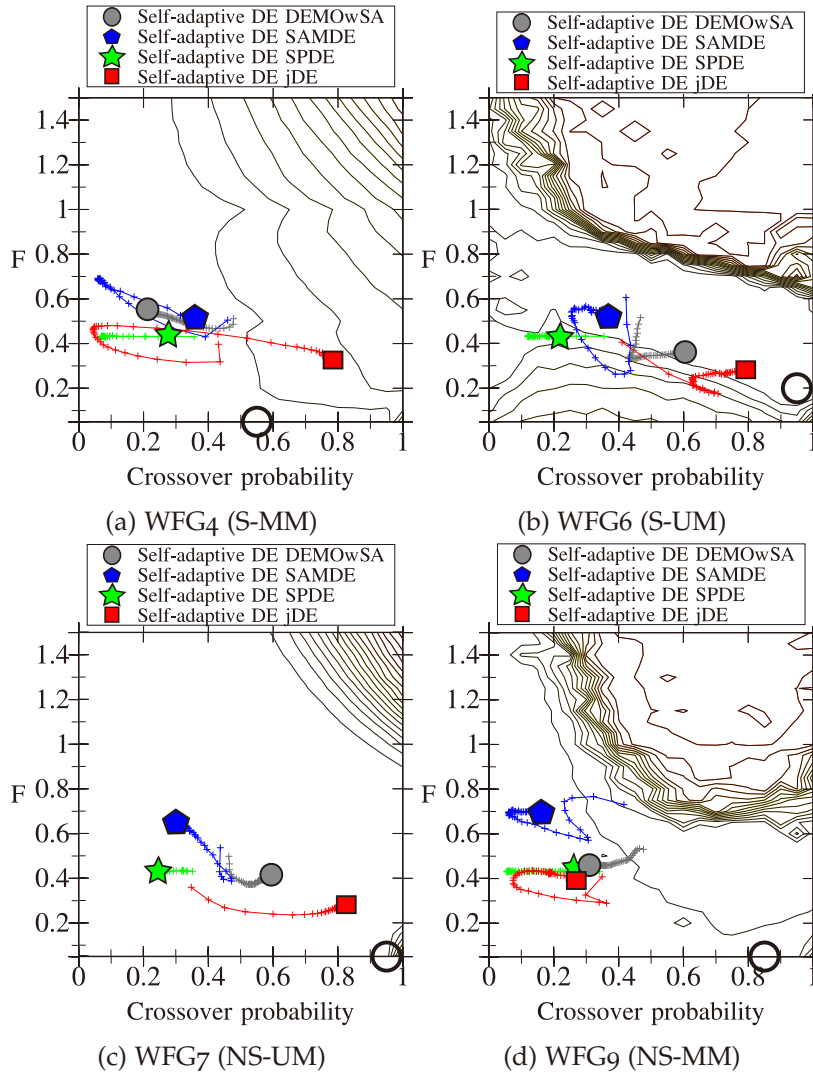 Self-adaptive DE DEMOwSA
Self-adaptive DE SAMDE
Self-adaptive DE SPDE
Self-adaptive DE jDE
1.4
1.2
1
0.8
F
0.6
0.4
0.2
0 0.2 0.4 0.6 0.8 1
Crossover probability
(a) WFG4 (S-MM)
Self-adaptive DE DEMOwSA
Self-adaptive DE SAMDE
Self-adaptive DE SPDE
Self-adaptive DE jDE
1.4
1.2
1
0.8
F
0.6
0.4
0.2
0 0.2 0.4 0.6 0.8 1
Crossover probability
(b) WFG6 (S-UM)
Self-adaptive DE DEMOwSA
Self-adaptive DE SAMDE
Self-adaptive DE SPDE
Self-adaptive DE jDE
1.4
1.2
1
0.8
F
0.6
0.4
0.2
0 0.2 0.4 0.6 0.8 1
Crossover probability
(c) WFG7 (NS-UM)
Self-adaptive DE DEMOwSA
Self-adaptive DE SAMDE
Self-adaptive DE SPDE
Self-adaptive DE jDE
1.4
1.2
1
0.8
F
0.6
0.4
0.2
0 0.2 0.4 0.6 0.8 1
Crossover probability
(d) WFG9 (NS-MM)